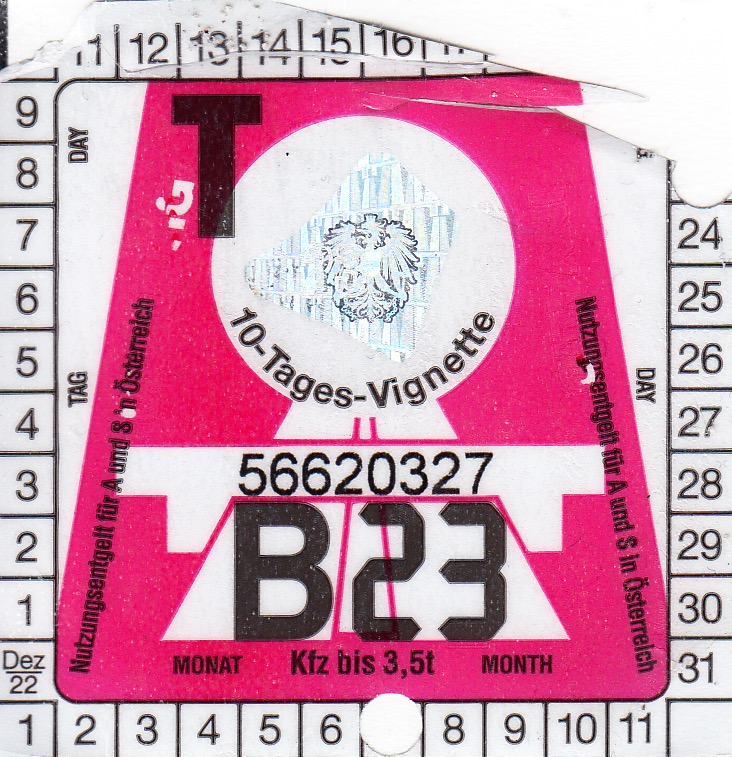 11 12 13 14 15 16
9
8
7
6
5
4
3
2
1
Dez
22
DAY
TAG
T
10-Tages-Vignette
Nutzungsentgelt für A und S in Österreich
Nutzungsentgelt für A und S in Österreich
DAY
24
25
26
27
28
29
30
31
56620327
B23
MONAT Kfz bis 3,5t MONTH
1 2 3 4 5 6 8 9 10 11